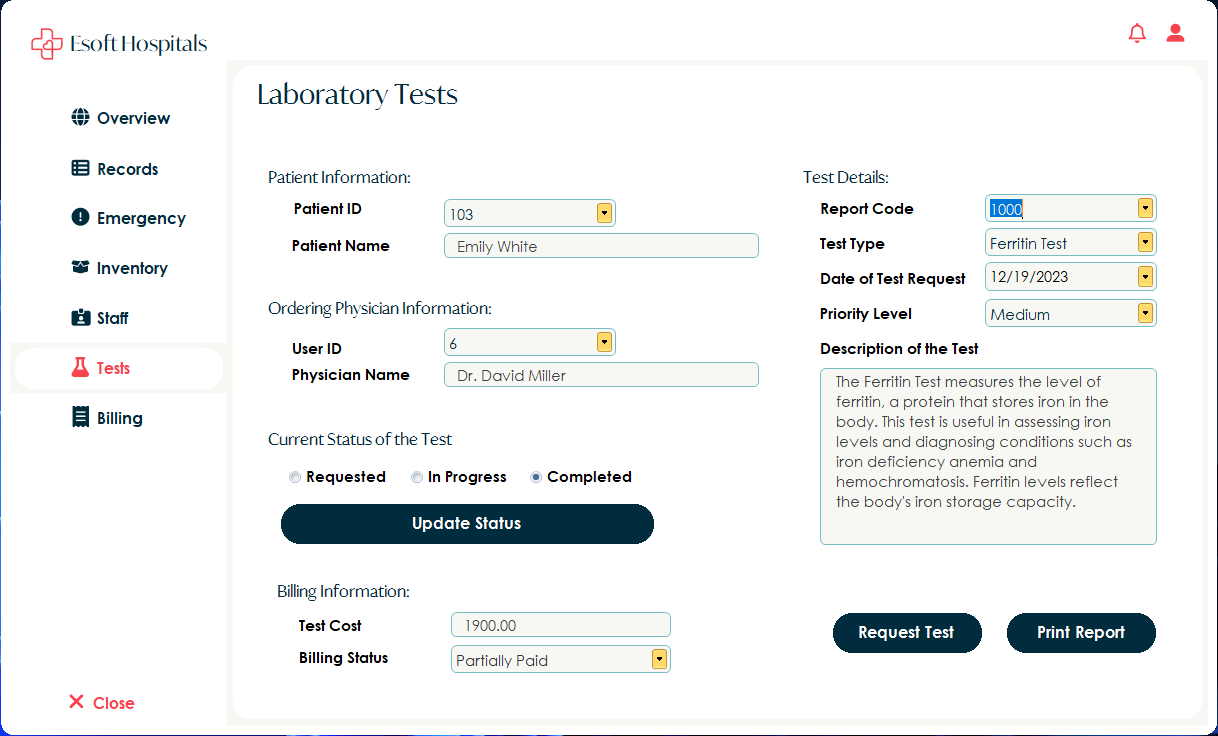 Esoft Hospitals
Overview
Records
Emergency
Inventory
Staff
Tests
Billing
Close
Laboratory Tests
Patient Information:
Patient ID 103
Patient Name Emily White
Ordering Physician Information:
User ID 6
Physician Name Dr. David Miller
Current Status of the Test
Requested In Progress Completed
Update Status
Billing Information:
Test Cost 1900.00
Billing Status Partially Paid
Test Details:
Report Code 1000
Test Type Ferritin Test
Date of Test Request 12/19/2023
Priority Level Medium
Description of the Test
The Ferritin Test measures the level of
ferritin, a protein that stores iron in the
body. This test is useful in assessing iron
levels and diagnosing conditions such as
iron deficiency anemia and
hemochromatosis. Ferritin levels reflect
the body's iron storage capacity.
Request Test Print Report